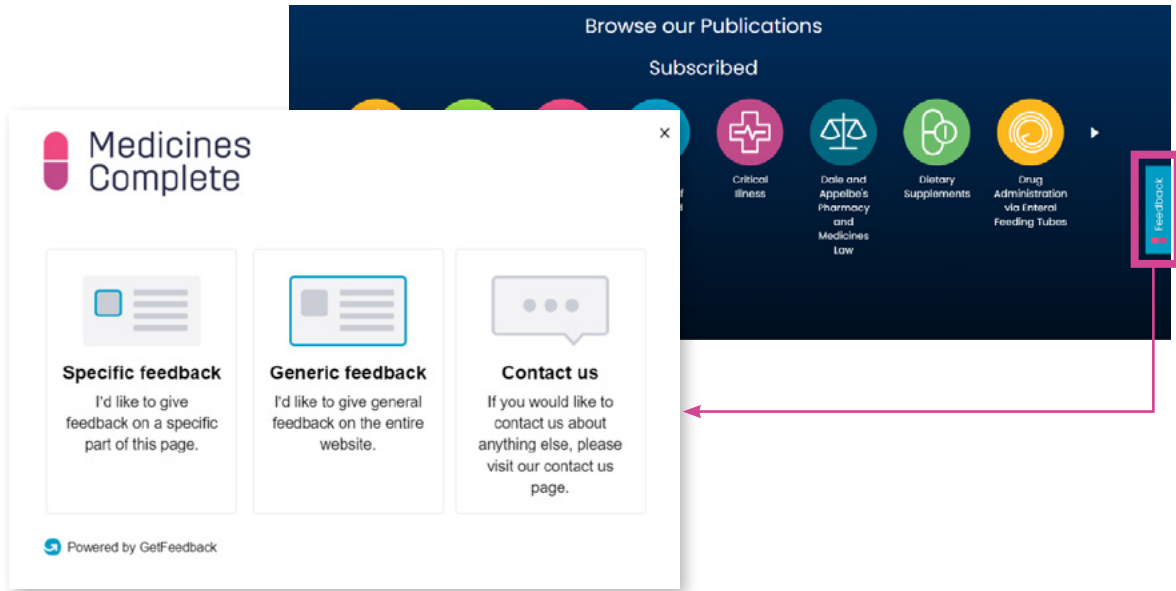 Browse our Publications
Subscribed
Critical
Illness
Dale and
Appelbe's
Pharmacy
and
Medicines
Law
Dietary
Supplements
Drug
Administration
via Enteral
Feeding Tubes
Feedback
Medicines
Complete
×
Specific feedback
I'd like to give
feedback on a specific
part of this page.
Generic feedback
I'd like to give general
feedback on the entire
website.
Contact us
If you would like to
contact us about
anything else, please
visit our contact us
page.
Powered by GetFeedback